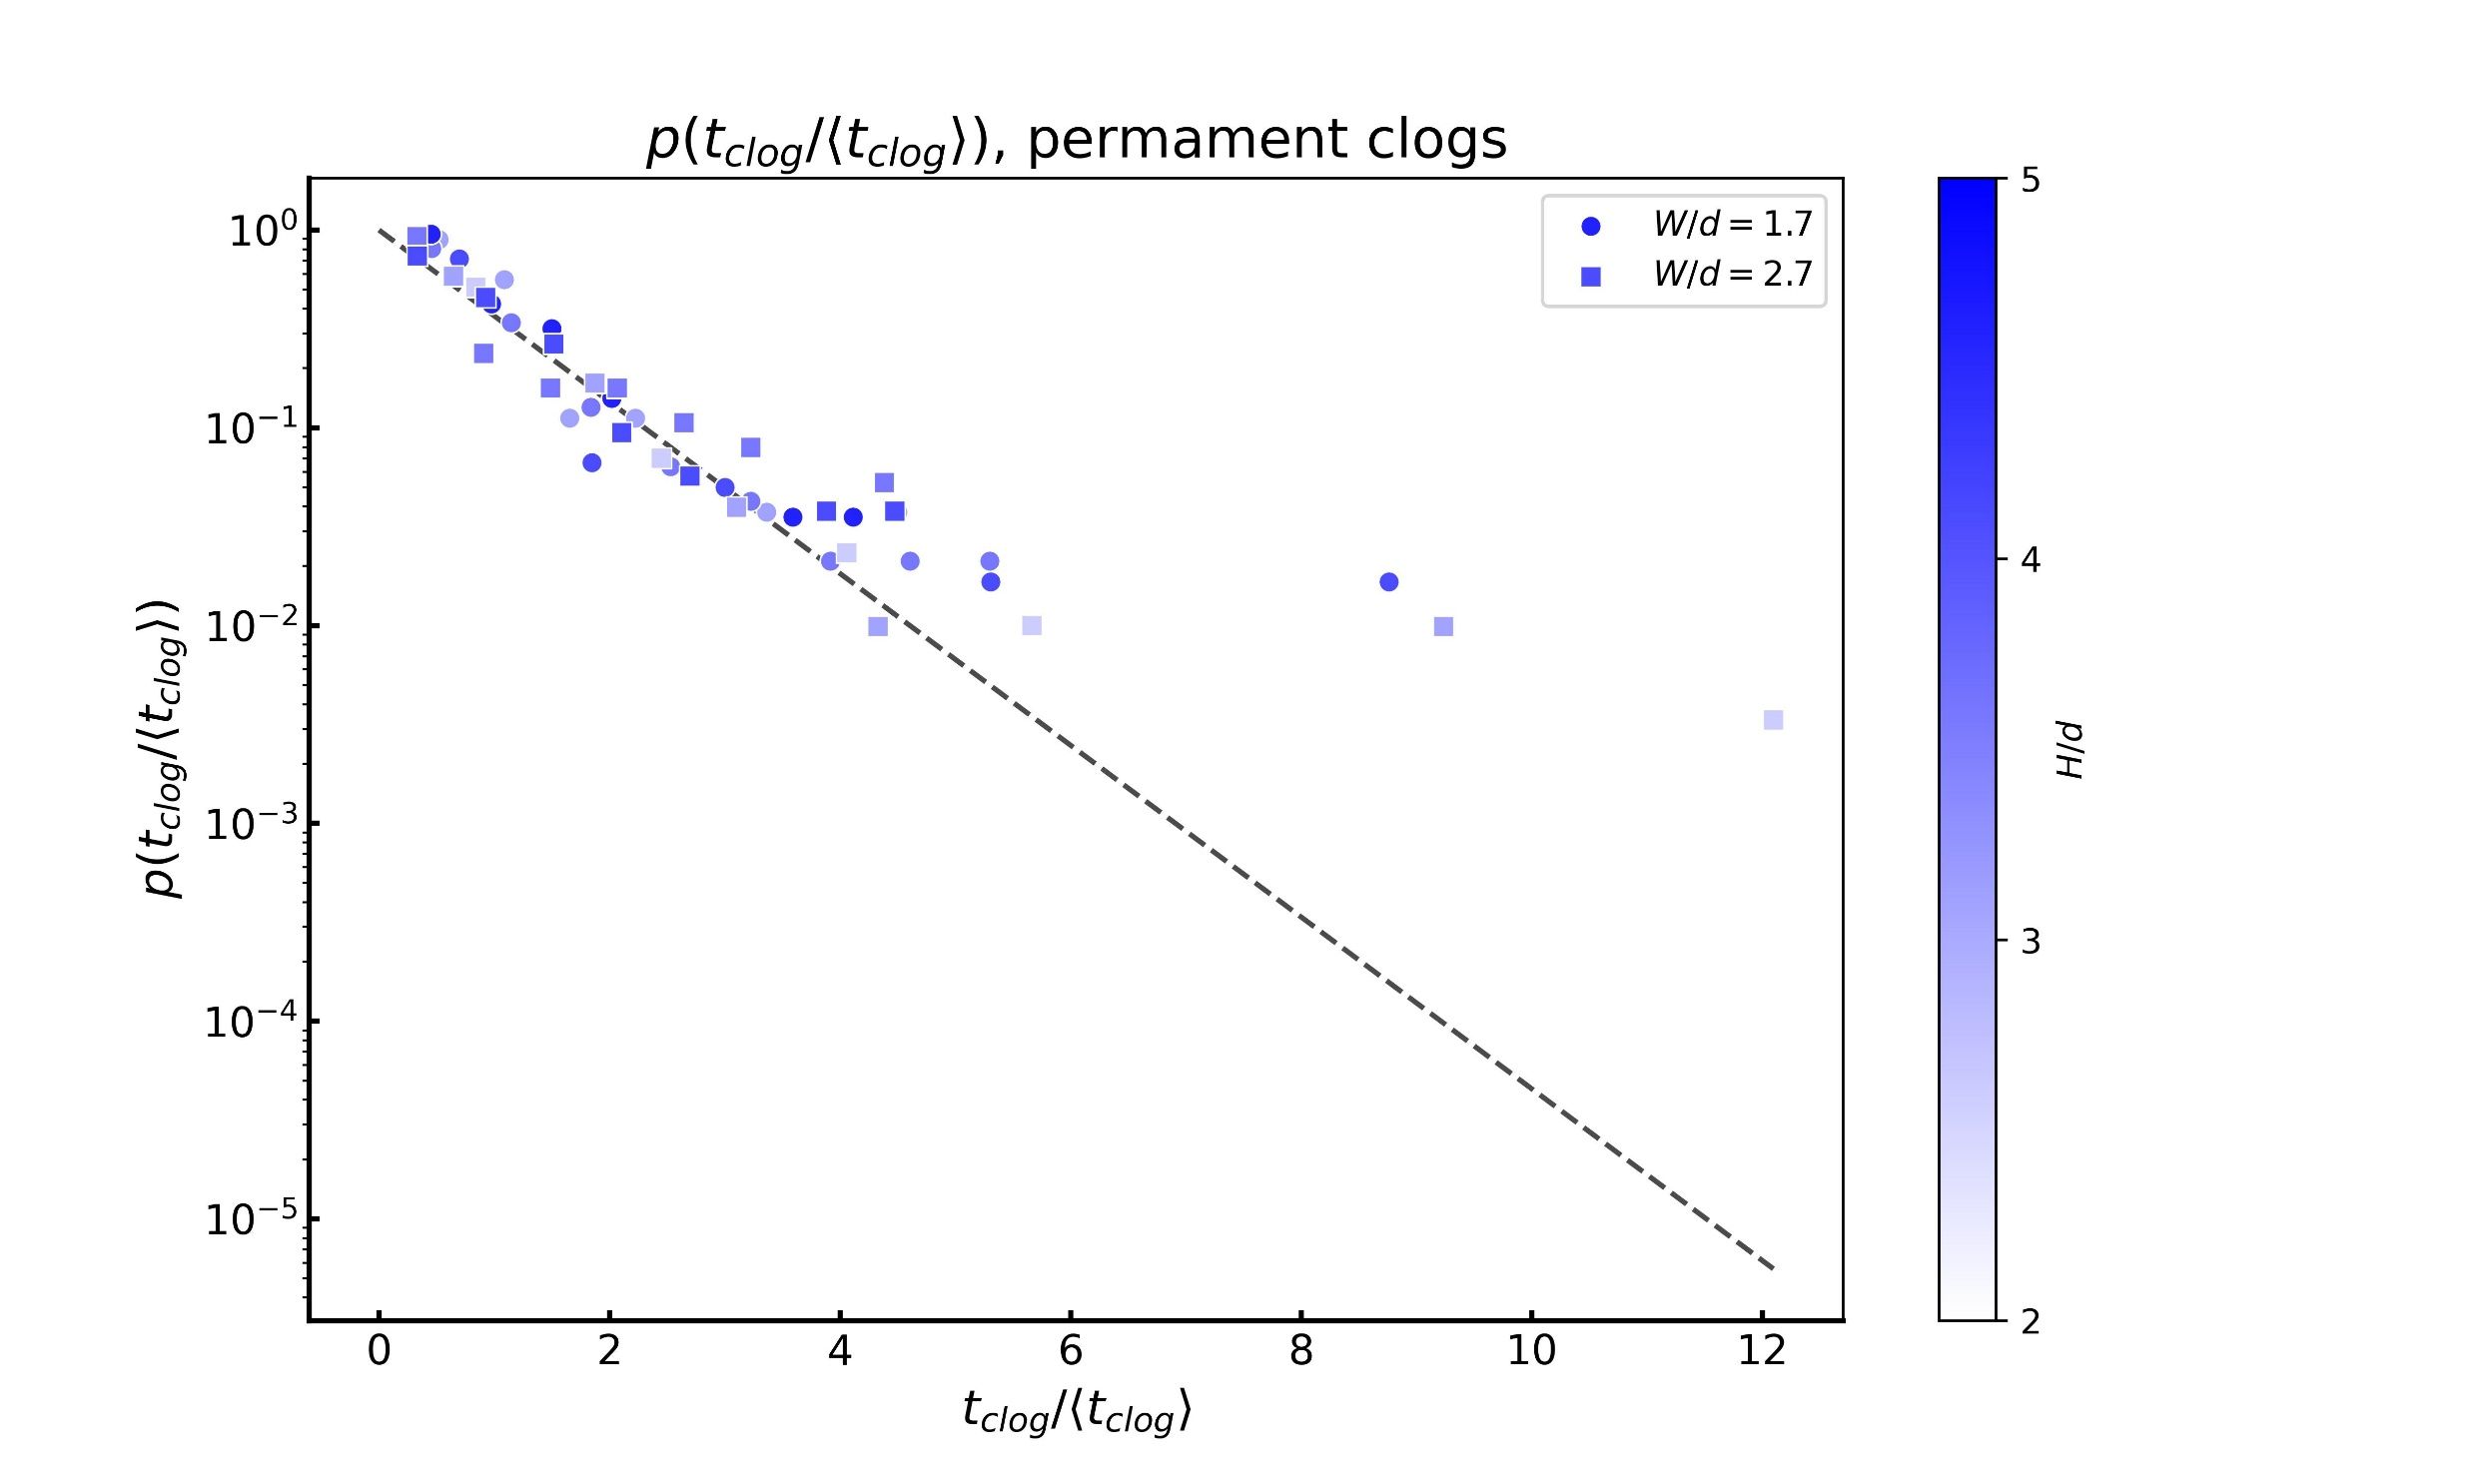 p(t_clog/⟨t_clog⟩), permament clogs
W/d = 1.7
W/d = 2.7
10^0
10^−1
10^−2
10^−3
10^−4
10^−5
p(t_clog/⟨t_clog⟩)
0 2 4 6 8 10 12
t_clog/⟨t_clog⟩
5
4
3
2
H/d